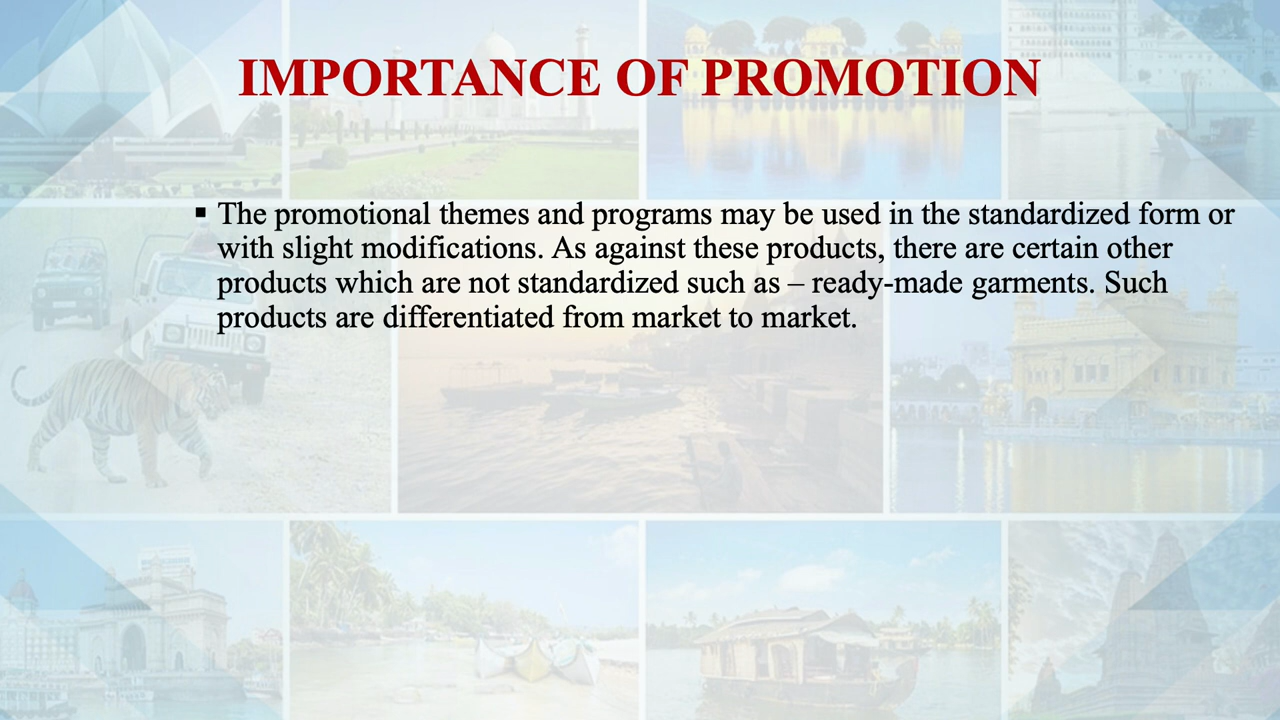 IMPORTANCE OF PROMOTION
▪ The promotional themes and programs may be used in the standardized form or
with slight modifications. As against these products, there are certain other
products which are not standardized such as – ready-made garments. Such
products are differentiated from market to market.